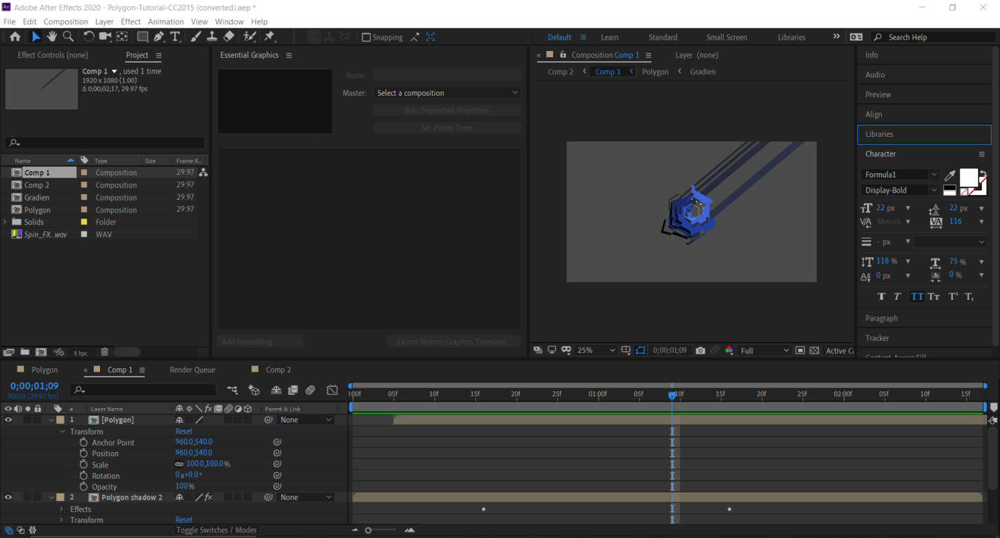 Adobe After Effects 2020 - Polygon-Tutorial-CC2015 (converted).aep *
File Edit Composition Layer Effect Animation View Window Help
Snapping Default Learn Standard Small Screen Libraries Search Help
Effect Controls (none) Project
Comp 1 , used 1 time
1920 x 1080 (1.00)
Δ 0;00;02;17, 29.97 fps
Name Type Size Frame R...
Comp 1 Composition 29.97
Comp 2 Composition 29.97
Gradien Composition 29.97
Polygon Composition 29.97
Solids Folder
Spin_FX..wav WAV
8 bpc
Essential Graphics
Name:
Master: Select a composition
Solo Supported Properties
Set Poster Time
Add Formatting Export Motion Graphics Template...
Composition Comp 1 Layer (none)
Comp 2 Comp 1 Polygon Gradien
25% 0;00;01;09 Full Active Ca
Info
Audio
Preview
Align
Libraries
Character
Formula1
Display-Bold
22 px 22 px
Metrics 116
- px
118 % 75 %
0 px 0 %
T T TT Tt T¹ T₁
Paragraph
Tracker
Content-Aware Fill
Polygon Comp 1 Render Queue Comp 2
0;00;01;09
00039 (29.97 fps)
):00f 05f 10f 15f 01:00f 05f 10f 15f 02:00f 05f 10f 15f
# Layer Name Parent & Link
1 [Polygon] None
Transform Reset
Anchor Point 960.0,540.0
Position 960.0,540.0
Scale 100.0,100.0%
Rotation 0x+0.0°
Opacity 100%
2 Polygon shadow 2 fx None
Effects
Transform Reset
Toggle Switches / Modes